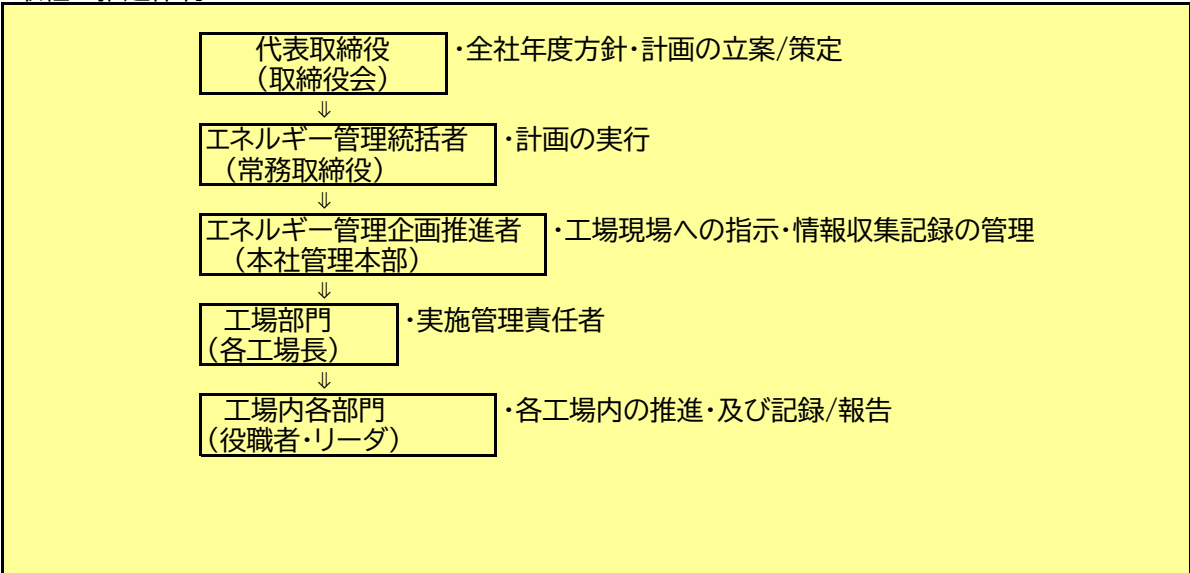 代表取締役 ・全社年度方針・計画の立案/策定
(取締役会)
⇓
エネルギー管理統括者 ・計画の実行
(常務取締役)
⇓
エネルギー管理企画推進者 ・工場現場への指示・情報収集記録の管理
(本社管理本部)
⇓
工場部門 ・実施管理責任者
(各工場長)
⇓
工場内各部門 ・各工場内の推進・及び記録/報告
(役職者・リーダ)